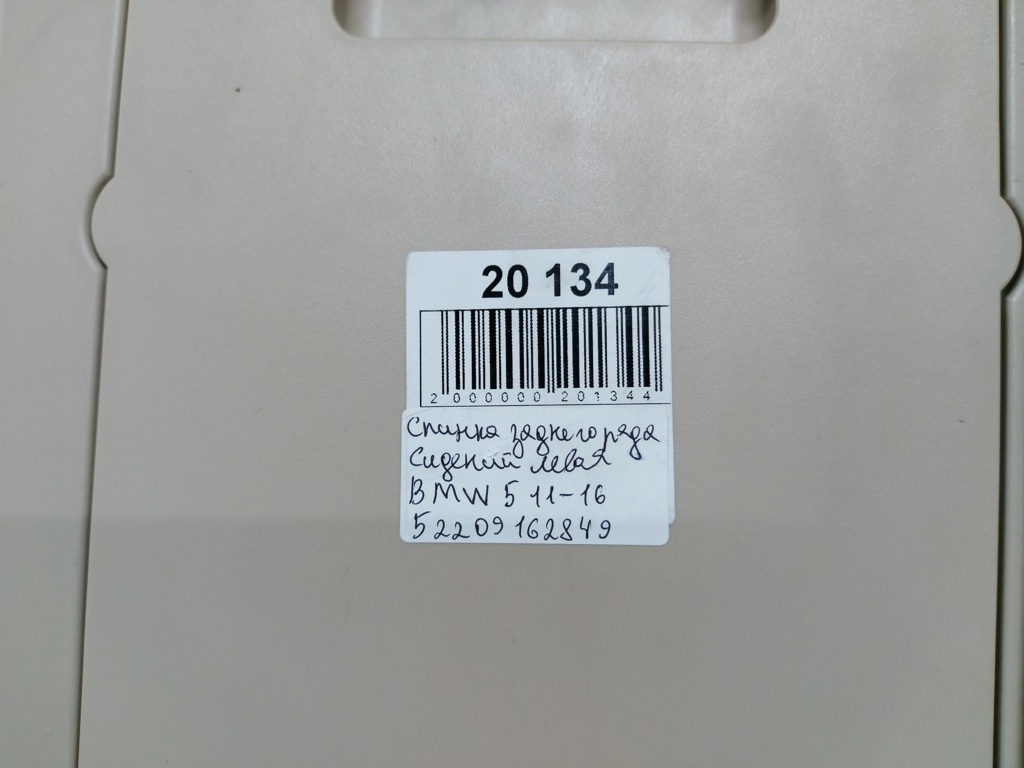 20 134
2 000000 201344
Спинка заднего ряда
Сидений левая
BMW 5 11-16
52209162849